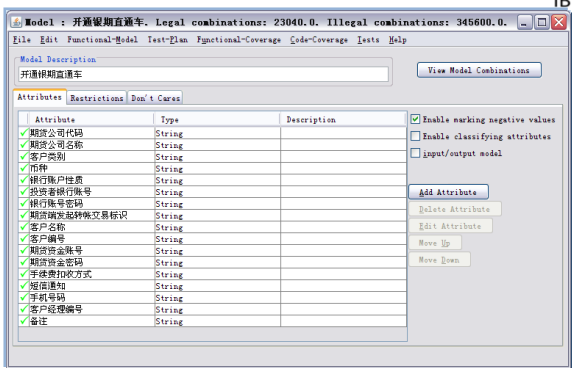 IB
Model : 开通银期直通车. Legal combinations: 23040.0. Illegal combinations: 345600.0.
File Edit Functional-Model Test-Plan Functional-Coverage Code-Coverage Tests Help
Model Description
开通银期直通车
View Model Combinations
Attributes Restrictions Don't Cares
Attribute Type Description
期货公司代码 String
期货公司名称 String
客户类别 String
币种 String
银行账户性质 String
投资者银行账号 String
银行账号密码 String
期货端发起转帐交易标识 String
客户名称 String
客户编号 String
期货资金账号 String
期货资金密码 String
手续费扣收方式 String
短信通知 String
手机号码 String
客户经理编号 String
备注 String
Enable marking negative values
Enable classifying attributes
input/output model
Add Attribute
Delete Attribute
Edit Attribute
Move Up
Move Down